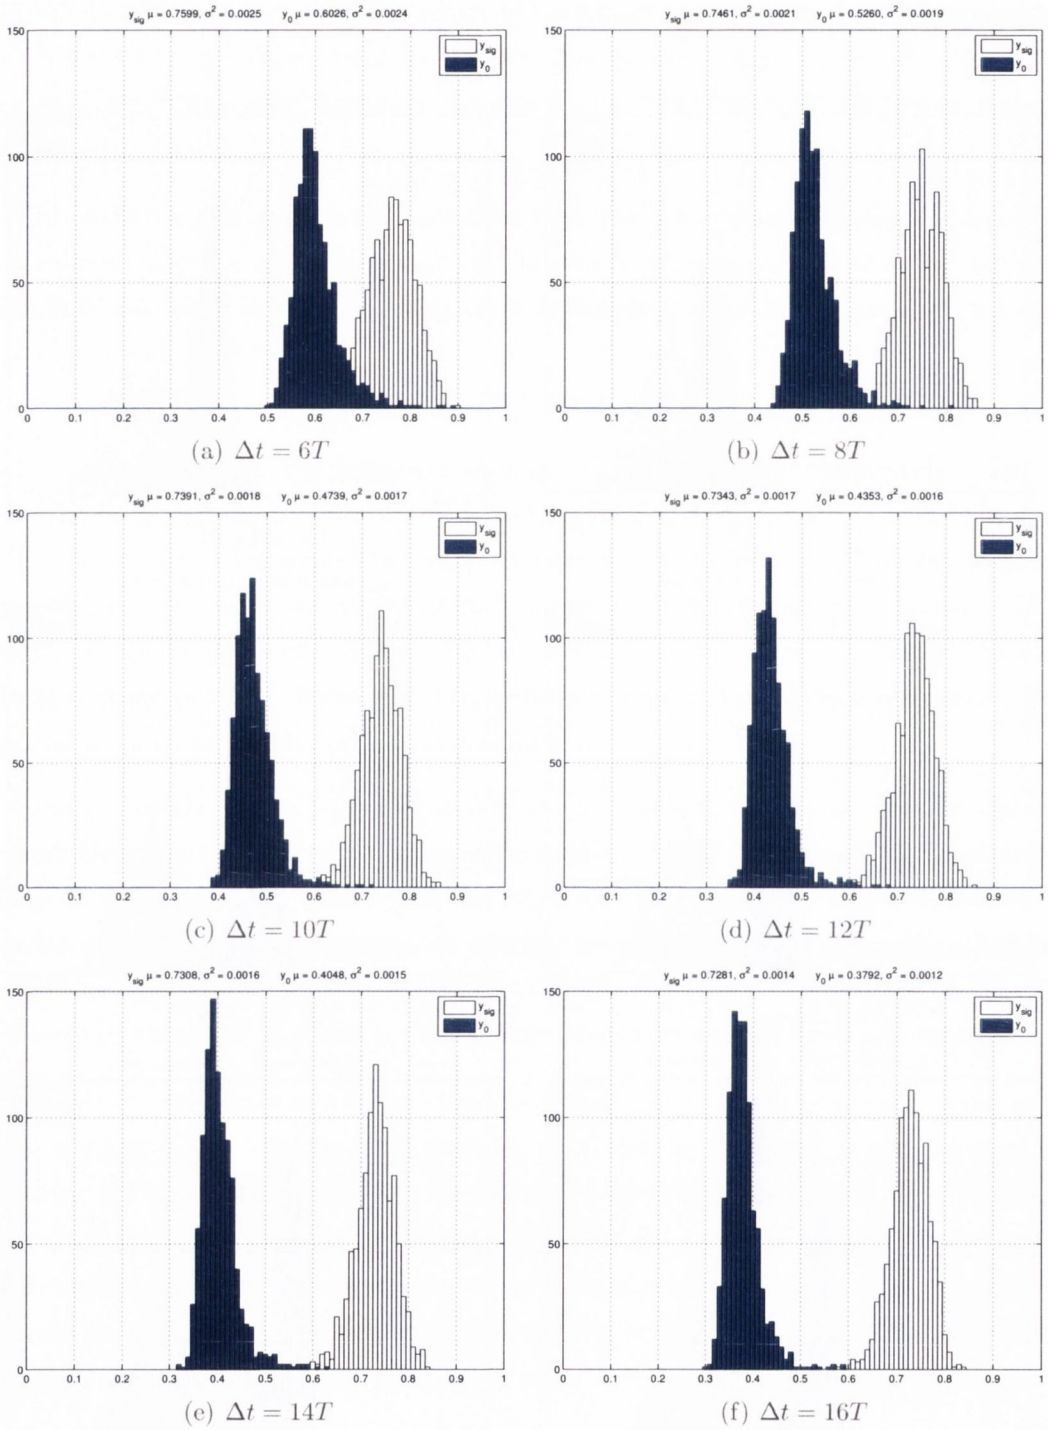 y_sig μ = 0.7599, σ² = 0.0025 y_0 μ = 0.6026, σ² = 0.0024
150
100
50
0
y_sig
y_0
0 0.1 0.2 0.3 0.4 0.5 0.6 0.7 0.8 0.9 1
(a) Δt = 6T
y_sig μ = 0.7461, σ² = 0.0021 y_0 μ = 0.5260, σ² = 0.0019
150
100
50
0
y_sig
y_0
0 0.1 0.2 0.3 0.4 0.5 0.6 0.7 0.8 0.9 1
(b) Δt = 8T
y_sig μ = 0.7391, σ² = 0.0018 y_0 μ = 0.4739, σ² = 0.0017
150
100
50
0
y_sig
y_0
0 0.1 0.2 0.3 0.4 0.5 0.6 0.7 0.8 0.9 1
(c) Δt = 10T
y_sig μ = 0.7343, σ² = 0.0017 y_0 μ = 0.4353, σ² = 0.0016
150
100
50
0
y_sig
y_0
0 0.1 0.2 0.3 0.4 0.5 0.6 0.7 0.8 0.9 1
(d) Δt = 12T
y_sig μ = 0.7308, σ² = 0.0016 y_0 μ = 0.4048, σ² = 0.0015
150
100
50
0
y_sig
y_0
0 0.1 0.2 0.3 0.4 0.5 0.6 0.7 0.8 0.9 1
(e) Δt = 14T
y_sig μ = 0.7281, σ² = 0.0014 y_0 μ = 0.3792, σ² = 0.0012
150
100
50
0
y_sig
y_0
0 0.1 0.2 0.3 0.4 0.5 0.6 0.7 0.8 0.9 1
(f) Δt = 16T